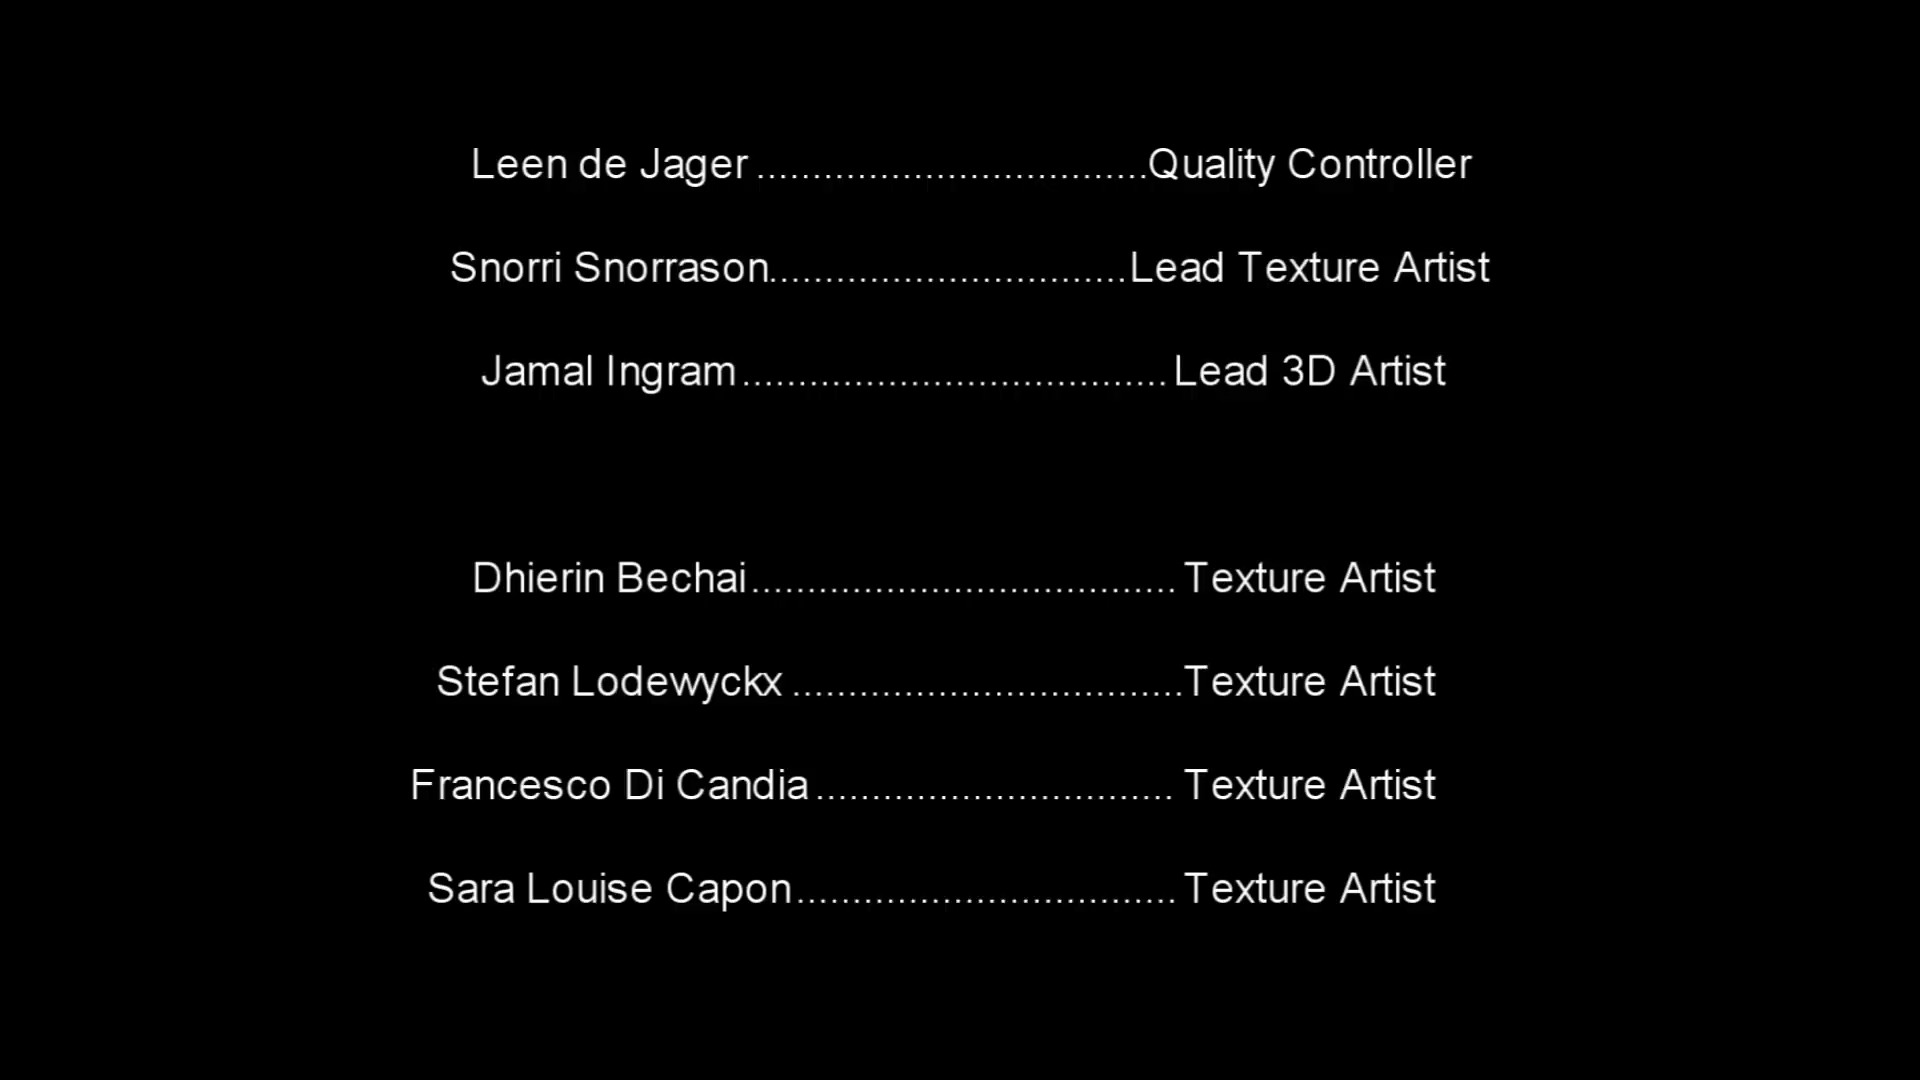 Leen de Jager ...................................Quality Controller
Snorri Snorrason................................Lead Texture Artist
Jamal Ingram...................................... Lead 3D Artist
Dhierin Bechai...................................... Texture Artist
Stefan Lodewyckx ...................................Texture Artist
Francesco Di Candia................................ Texture Artist
Sara Louise Capon.................................. Texture Artist